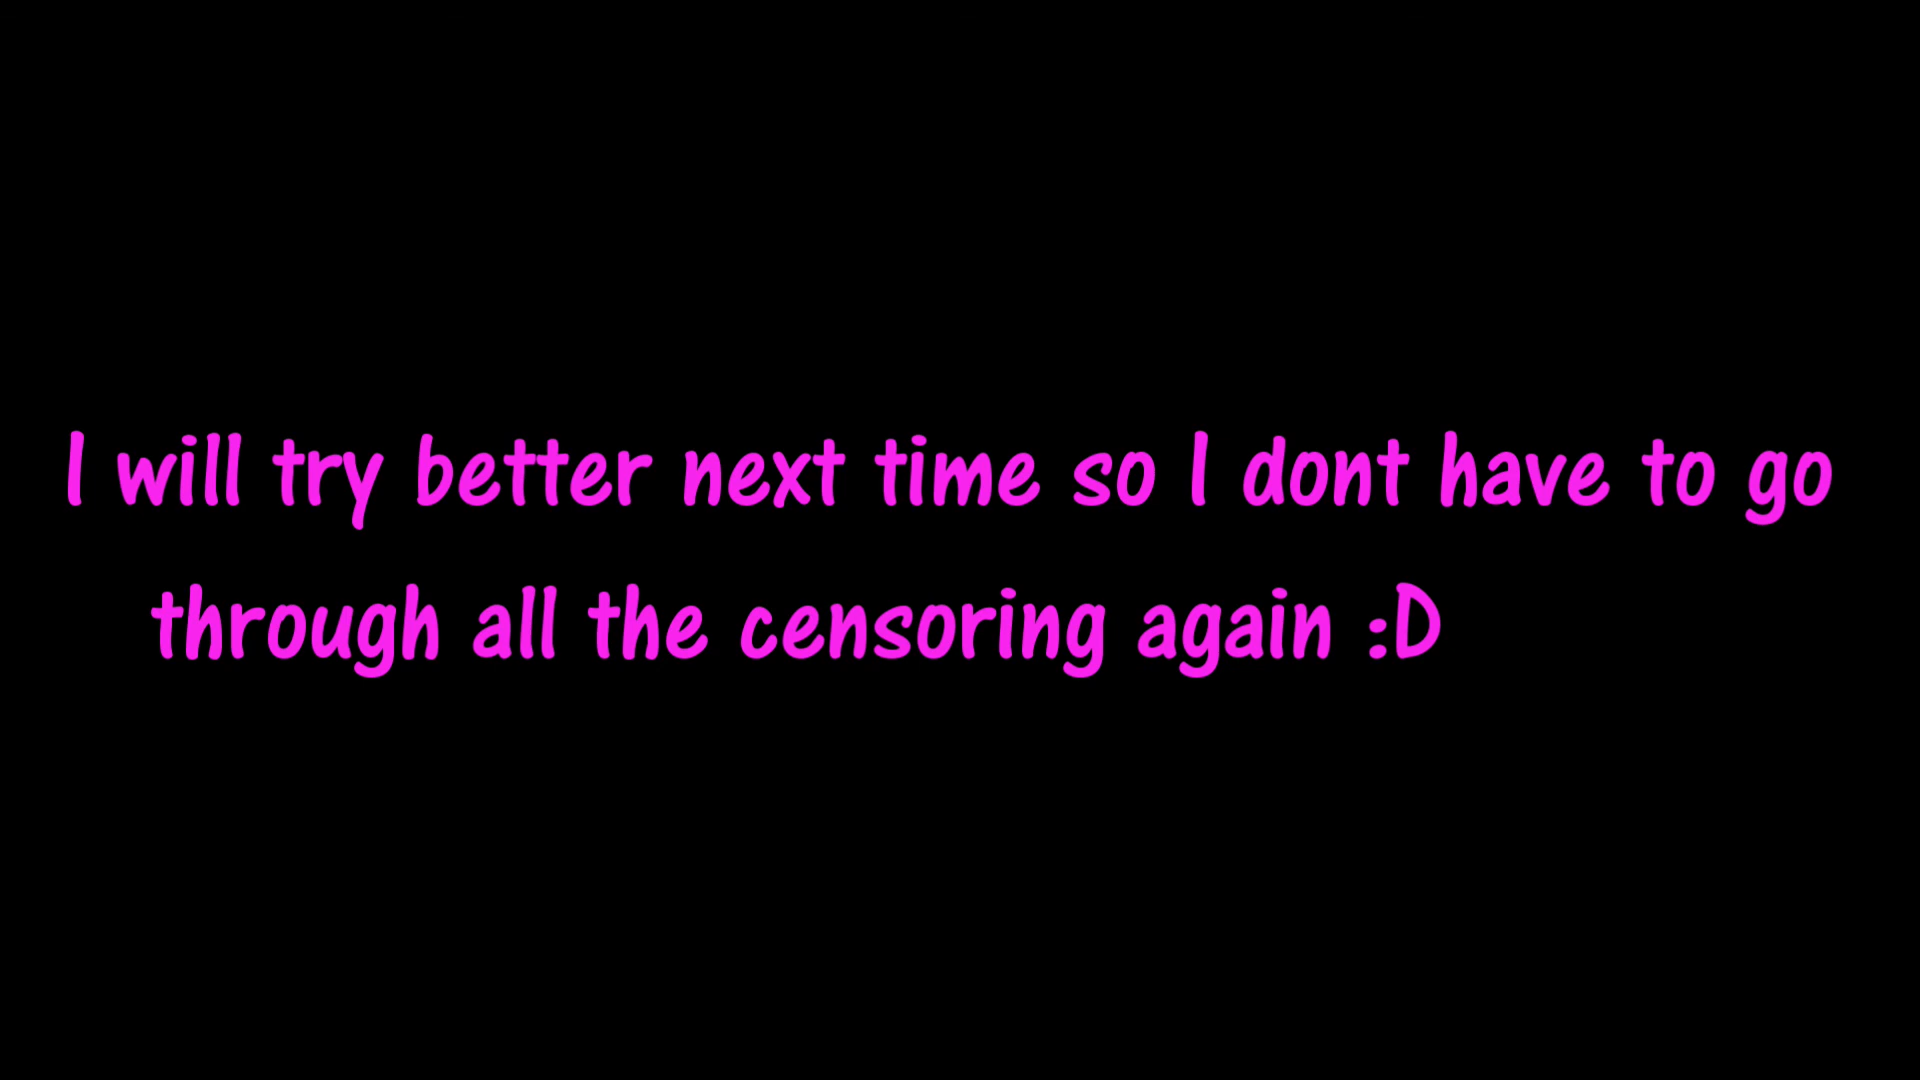 I will try better next time so I dont have to go
through all the censoring again :D